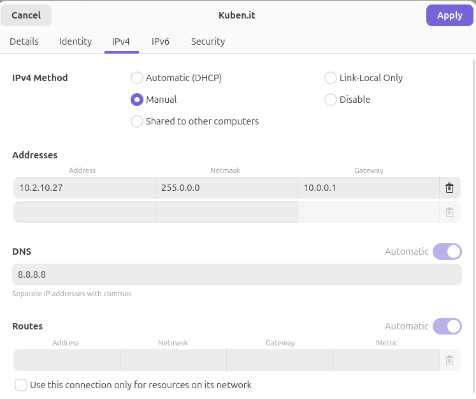 Cancel Kuben.it Apply
Details Identity IPv4 IPv6 Security
IPv4 Method Automatic (DHCP) Link-Local Only
Manual Disable
Shared to other computers
Addresses
Address Netmask Gateway
10.2.10.27 255.0.0.0 10.0.0.1
DNS Automatic
8.8.8.8
Separate IP addresses with commas
Routes Automatic
Address Netmask Gateway Metric
Use this connection only for resources on its network